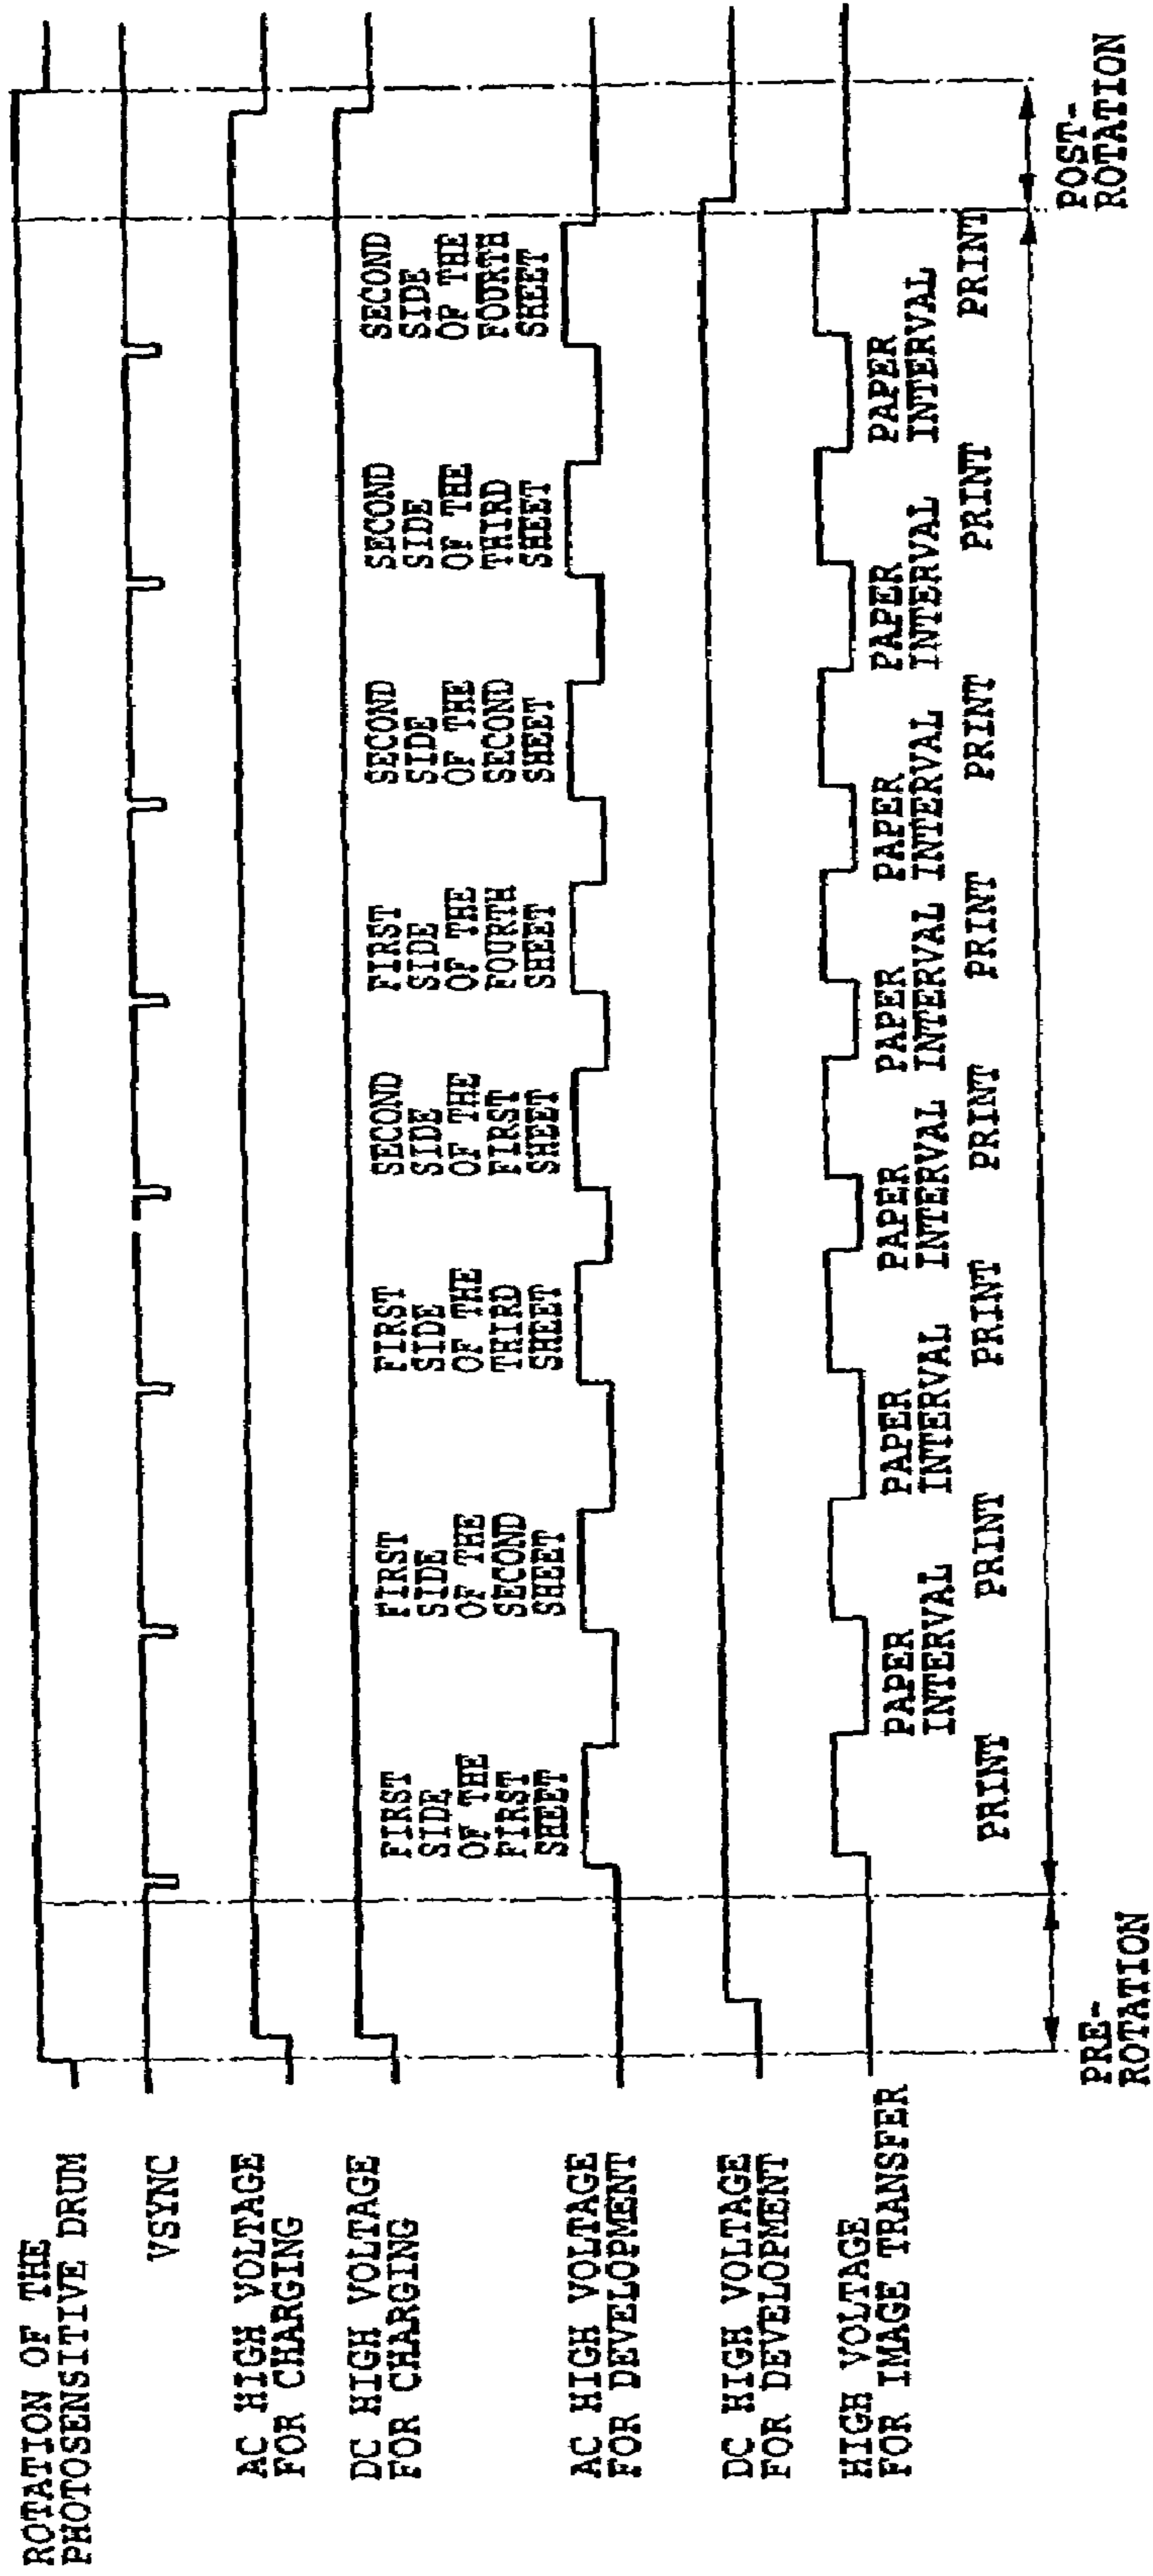 ROTATION OF THE
PHOTOSENSITIVE DRUM
VSYNC
AC HIGH VOLTAGE
FOR CHARGING
DC HIGH VOLTAGE
FOR CHARGING
FIRST
SIDE
OF THE
FIRST
SHEET
FIRST
SIDE
OF THE
SECOND
SHEET
FIRST
SIDE
OF THE
THIRD
SHEET
SECOND
SIDE
OF THE
FIRST
SHEET
FIRST
SIDE
OF THE
FOURTH
SHEET
SECOND
SIDE
OF THE
SECOND
SHEET
SECOND
SIDE
OF THE
THIRD
SHEET
SECOND
SIDE
OF THE
FOURTH
SHEET
AC HIGH VOLTAGE
FOR DEVELOPMENT
DC HIGH VOLTAGE
FOR DEVELOPMENT
HIGH VOLTAGE
FOR IMAGE TRANSFER
PAPER
INTERVAL
PAPER
INTERVAL
PAPER
INTERVAL
PAPER
INTERVAL
PAPER
INTERVAL
PAPER
INTERVAL
PAPER
INTERVAL
PRINT
PRINT
PRINT
PRINT
PRINT
PRINT
PRINT
PRINT
PRE-
ROTATION
POST-
ROTATION